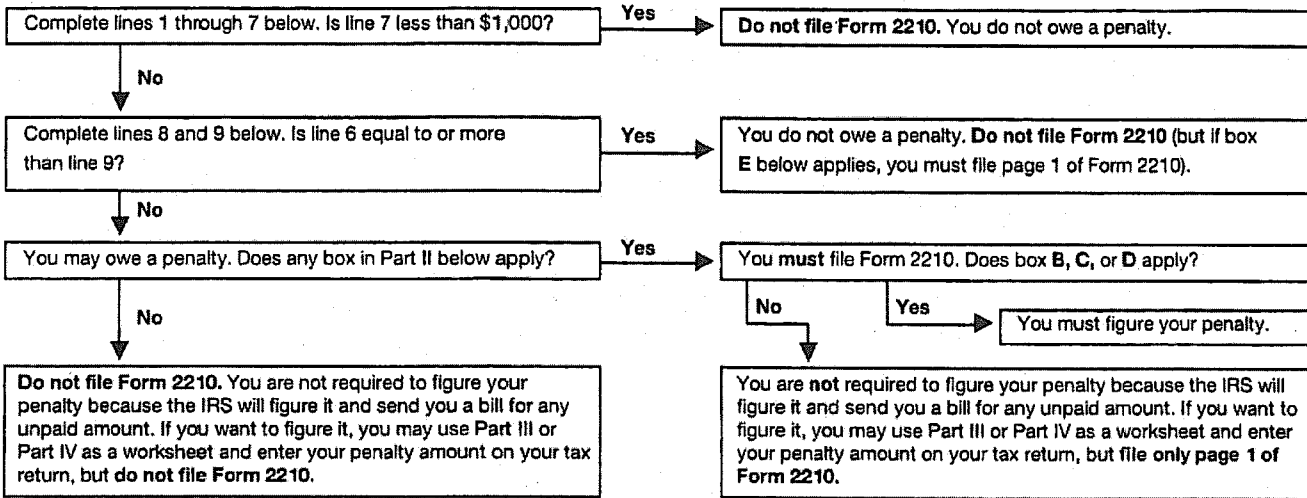 Complete lines 1 through 7 below. Is line 7 less than $1,000?
Yes
Do not file Form 2210. You do not owe a penalty.
No
Complete lines 8 and 9 below. Is line 6 equal to or more
than line 9?
Yes
You do not owe a penalty. Do not file Form 2210 (but if box
E below applies, you must file page 1 of Form 2210).
No
You may owe a penalty. Does any box in Part II below apply?
Yes
You must file Form 2210. Does box B, C, or D apply?
No
No
Yes
You must figure your penalty.
Do not file Form 2210. You are not required to figure your
penalty because the IRS will figure it and send you a bill for any
unpaid amount. If you want to figure it, you may use Part III or
Part IV as a worksheet and enter your penalty amount on your tax
return, but do not file Form 2210.
You are not required to figure your penalty because the IRS will
figure it and send you a bill for any unpaid amount. If you want to
figure it, you may use Part III or Part IV as a worksheet and enter
your penalty amount on your tax return, but file only page 1 of
Form 2210.